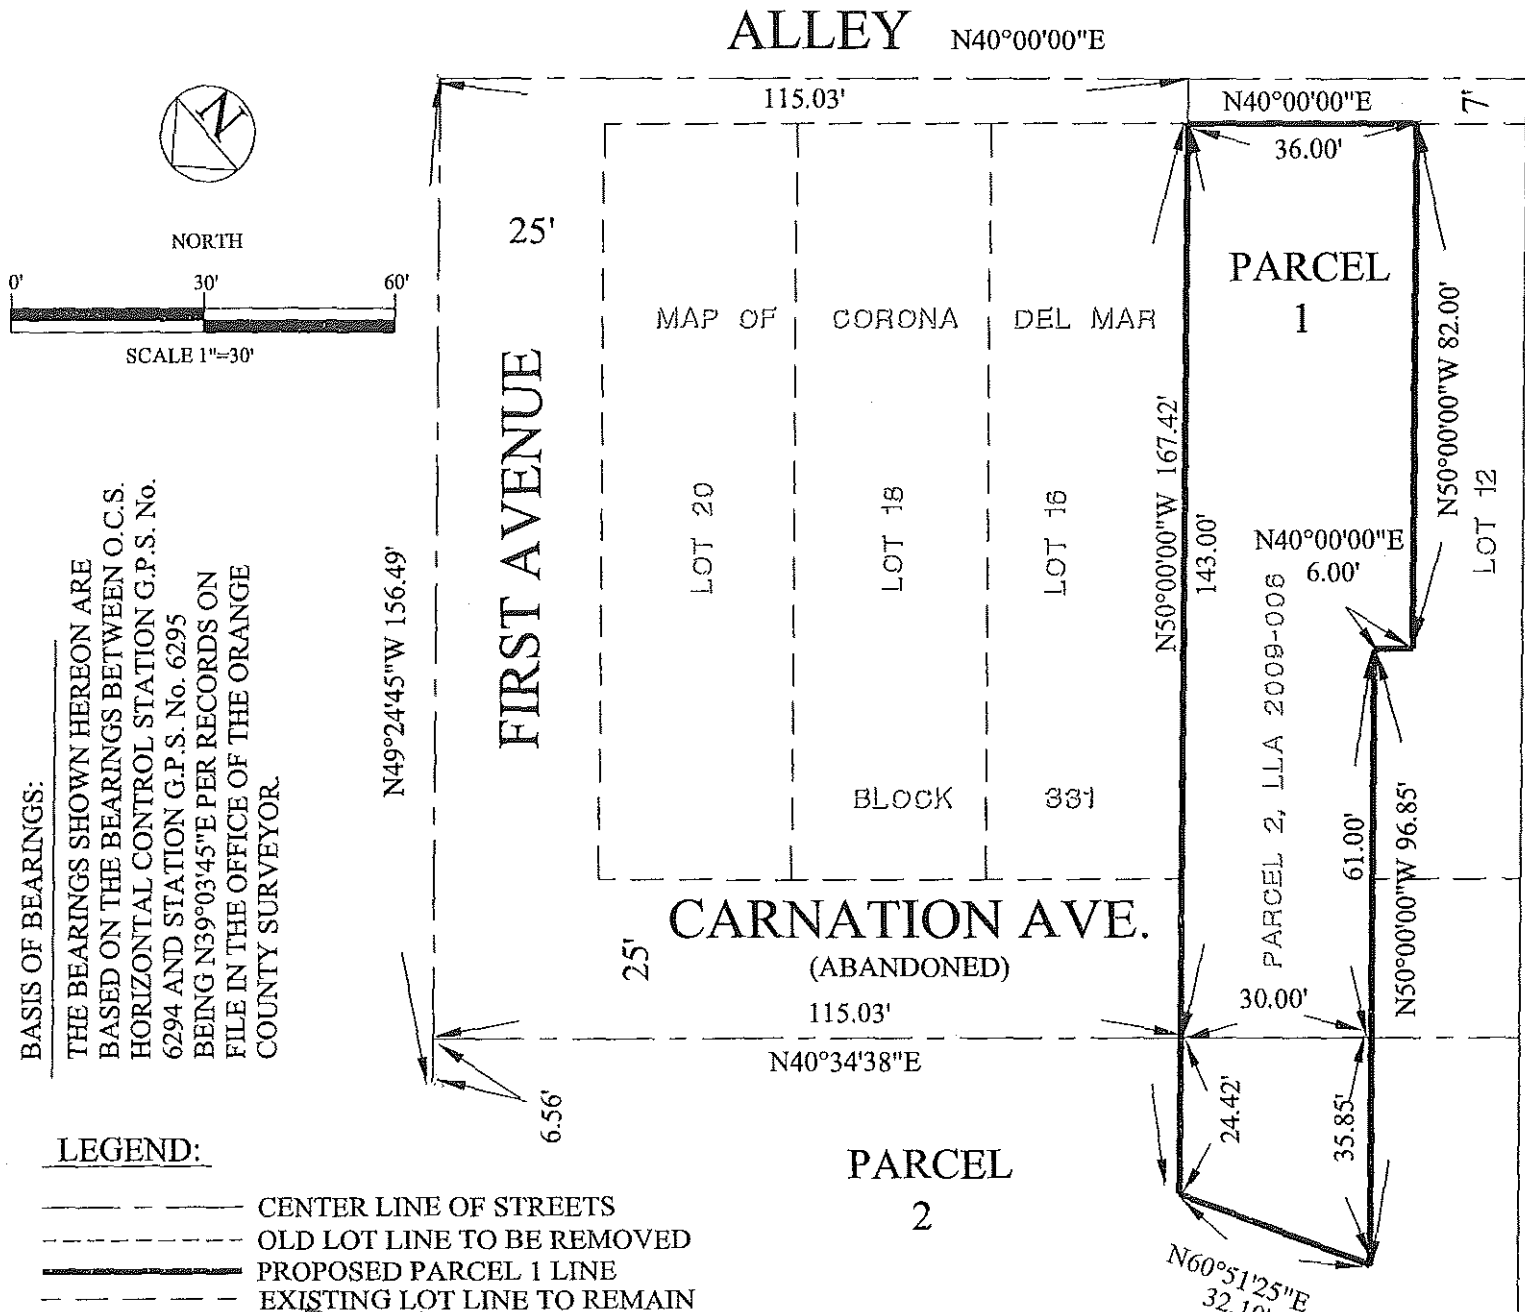 ALLEY N40°00'00"E
115.03'
N40°00'00"E
7'
36.00'
N
NORTH
0' 30' 60'
SCALE 1"=30'
25'
PARCEL
1
MAP OF CORONA DEL MAR
FIRST AVENUE
N49°24'45"W 156.49'
LOT 20
LOT 18
LOT 16
N50°00'00"W 167.42'
143.00'
N50°00'00"W 82.00'
LOT 12
N40°00'00"E
6.00'
PARCEL 2, LLA 2009-006
BLOCK 331
61.00'
N50°00'00"W 96.85'
BASIS OF BEARINGS:
THE BEARINGS SHOWN HEREON ARE
BASED ON THE BEARINGS BETWEEN O.C.S.
HORIZONTAL CONTROL STATION G.P.S. No.
6294 AND STATION G.P.S. No. 6295
BEING N39°03'45"E PER RECORDS ON
FILE IN THE OFFICE OF THE ORANGE
COUNTY SURVEYOR.
CARNATION AVE.
(ABANDONED)
25'
115.03'
30.00'
N40°34'38"E
6.56'
24.42'
35.85'
PARCEL
2
N60°51'25"E
32.10'
LEGEND:
CENTER LINE OF STREETS
OLD LOT LINE TO BE REMOVED
PROPOSED PARCEL 1 LINE
EXISTING LOT LINE TO REMAIN